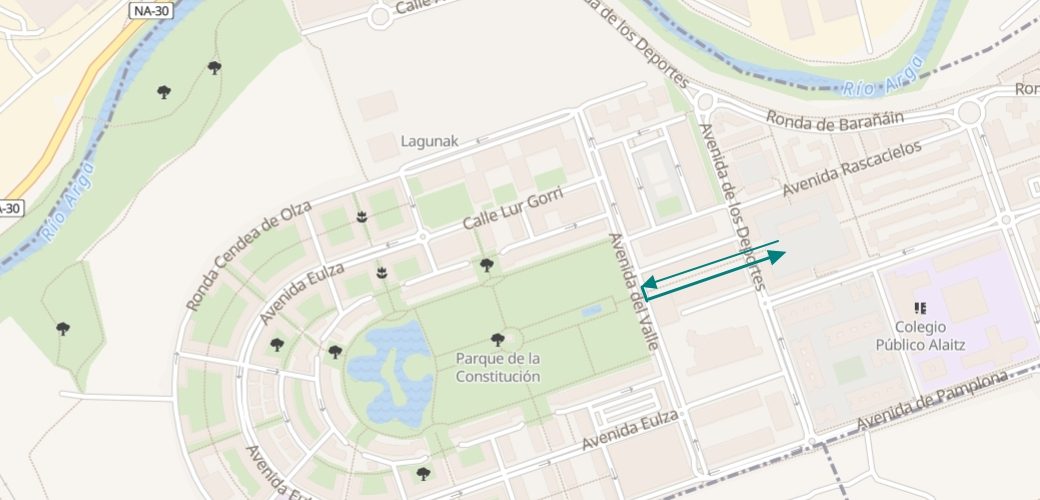 NA-30
Calle
Avenida de los Deportes
Río Arga
Ronda de Barañáin
Lagunak
Avenida Rascacielos
Avenida de los Deportes
Río Arga
Calle Lur Gorri
Ronda Cendea de Olza
Avenida Eulza
Avenida del Valle
Colegio
Público Alaitz
Parque de la
Constitución
Avenida de Pamplona
Avenida Eulza
Avenida Eu